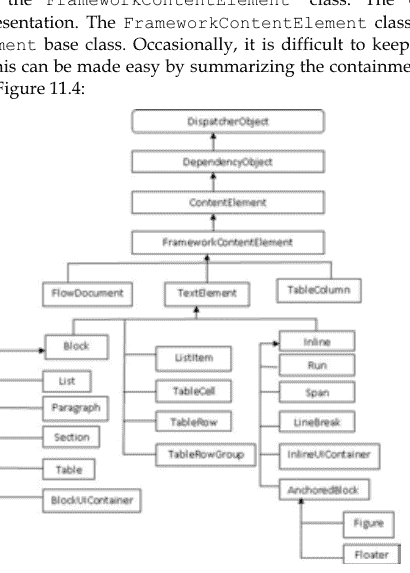 the FrameworkContentElement class. The
esentation. The FrameworkContentElement class
ment base class. Occasionally, it is difficult to keep
his can be made easy by summarizing the containme
Figure 11.4:
DispatcherObject
DependencyObject
ContentElement
FrameworkContentElement
FlowDocument
TextElement
TableColumn
Block
List
Paragraph
Section
Table
BlockUIContainer
ListItem
TableCell
TableRow
TableRowGroup
Inline
Run
Span
LineBreak
InlineUIContainer
AnchoredBlock
Figure
Floater